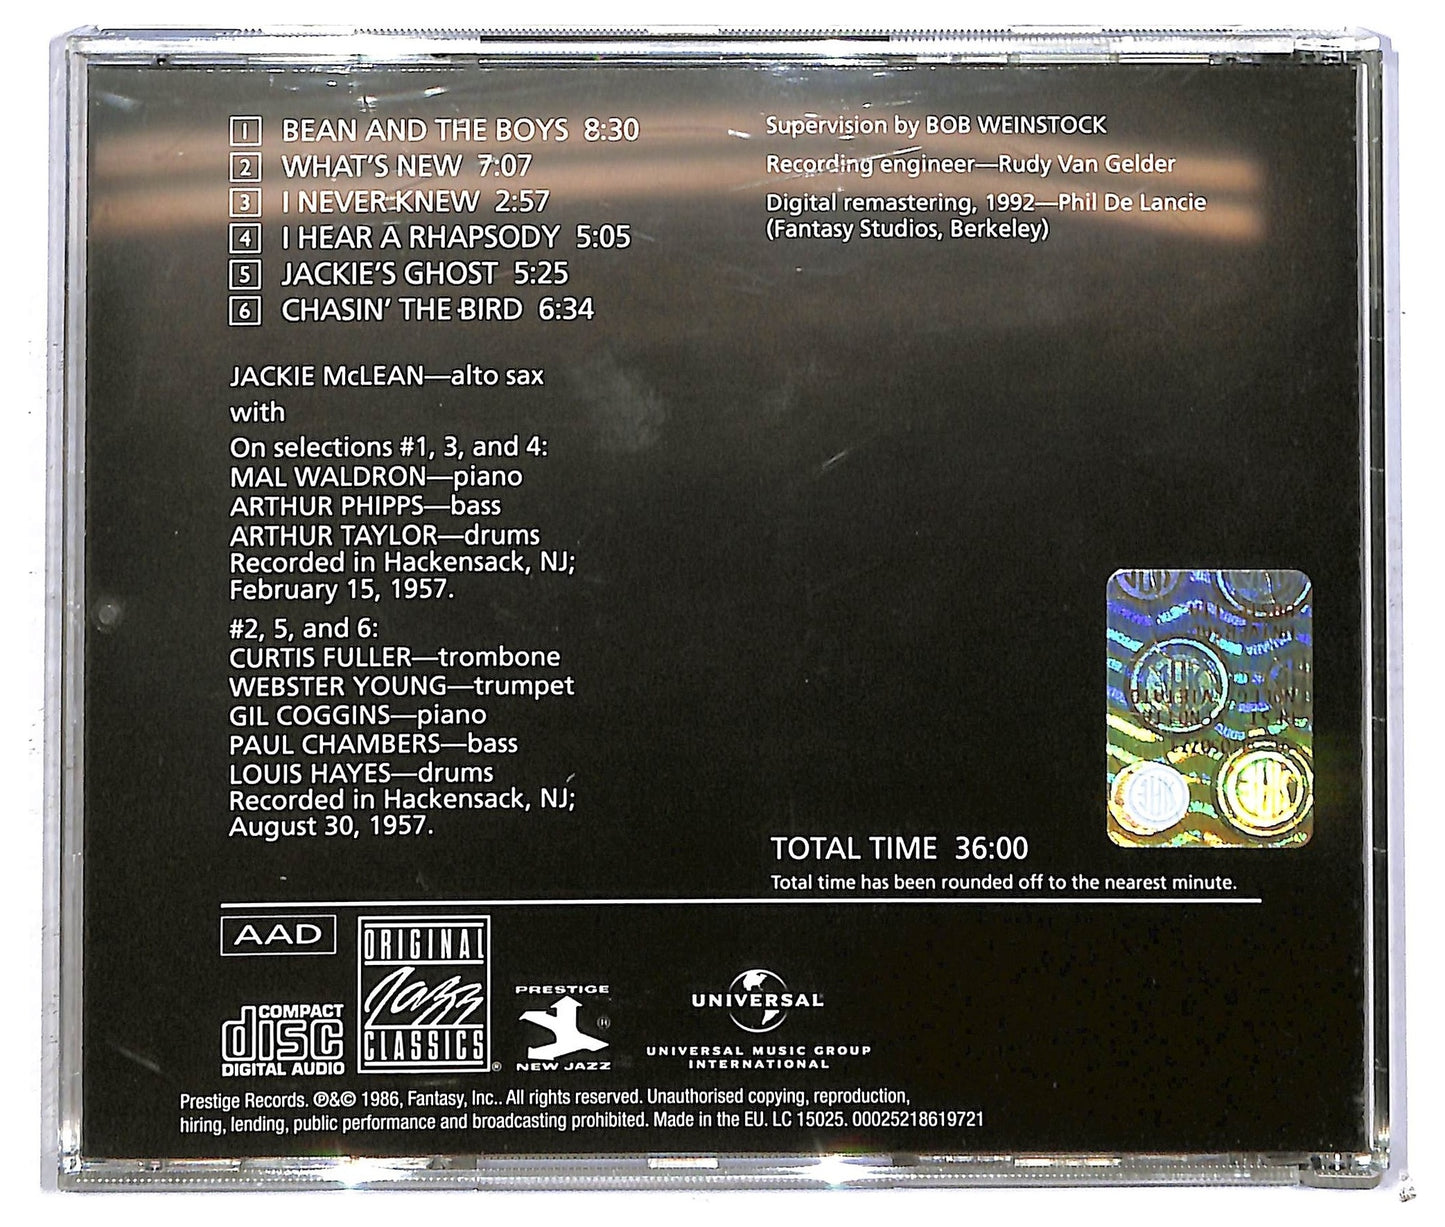 1 BEAN AND THE BOYS 8:30
2 WHAT'S NEW 7:07
3 I NEVER KNEW 2:57
4 I HEAR A RHAPSODY 5:05
5 JACKIE'S GHOST 5:25
6 CHASIN' THE BIRD 6:34
JACKIE McLEAN—alto sax
with
On selections #1, 3, and 4:
MAL WALDRON—piano
ARTHUR PHIPPS—bass
ARTHUR TAYLOR—drums
Recorded in Hackensack, NJ;
February 15, 1957.
#2, 5, and 6:
CURTIS FULLER—trombone
WEBSTER YOUNG—trumpet
GIL COGGINS—piano
PAUL CHAMBERS—bass
LOUIS HAYES—drums
Recorded in Hackensack, NJ;
August 30, 1957.
Supervision by BOB WEINSTOCK
Recording engineer—Rudy Van Gelder
Digital remastering, 1992—Phil De Lancie
(Fantasy Studios, Berkeley)
TOTAL TIME 36:00
Total time has been rounded off to the nearest minute.
AAD
COMPACT
disc
DIGITAL AUDIO
ORIGINAL
Jazz
CLASSICS®
PRESTIGE
®
NEW JAZZ
UNIVERSAL
UNIVERSAL MUSIC GROUP
INTERNATIONAL
Prestige Records. ℗&© 1986, Fantasy, Inc.. All rights reserved. Unauthorised copying, reproduction,
hiring, lending, public performance and broadcasting prohibited. Made in the EU. LC 15025. 00025218619721